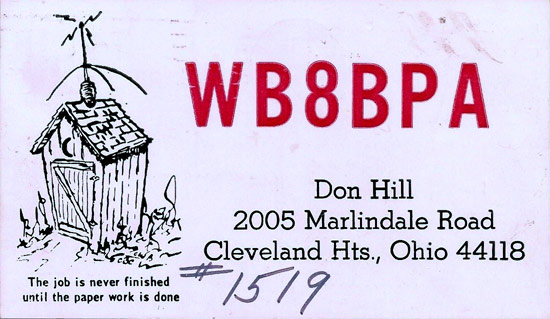 WB8BPA
Don Hill
2005 Marlindale Road
Cleveland Hts., Ohio 44118
#1519
The job is never finished
until the paper work is done